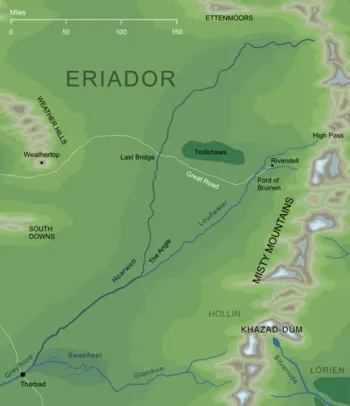 Miles
0
50
100
150
ETTENMOORS
ERIADOR
WEATHER HILLS
Weathertop
Last Bridge
Trollshaws
High Pass
Rivendell
Great Road
Ford of
Bruinen
SOUTH
DOWNS
Hoarwell
The Angle
Loudwater
MISTY MOUNTAINS
HOLLIN
KHAZAD-DUM
Greyflood
Swanfleet
Glanduin
Silverlode
LÓRIEN
Tharbad